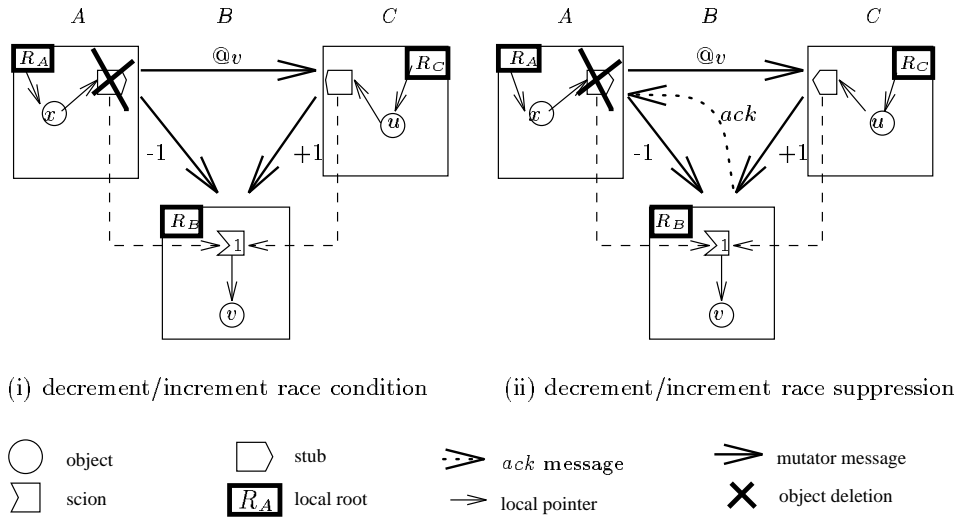 A B C A B C
R_A @v R_C R_A @v R_C
x u x ack u
-1 +1 -1 +1
R_B R_B
1 1
v v
(i) decrement/increment race condition (ii) decrement/increment race suppression
object stub ack message mutator message
scion R_A local root local pointer object deletion